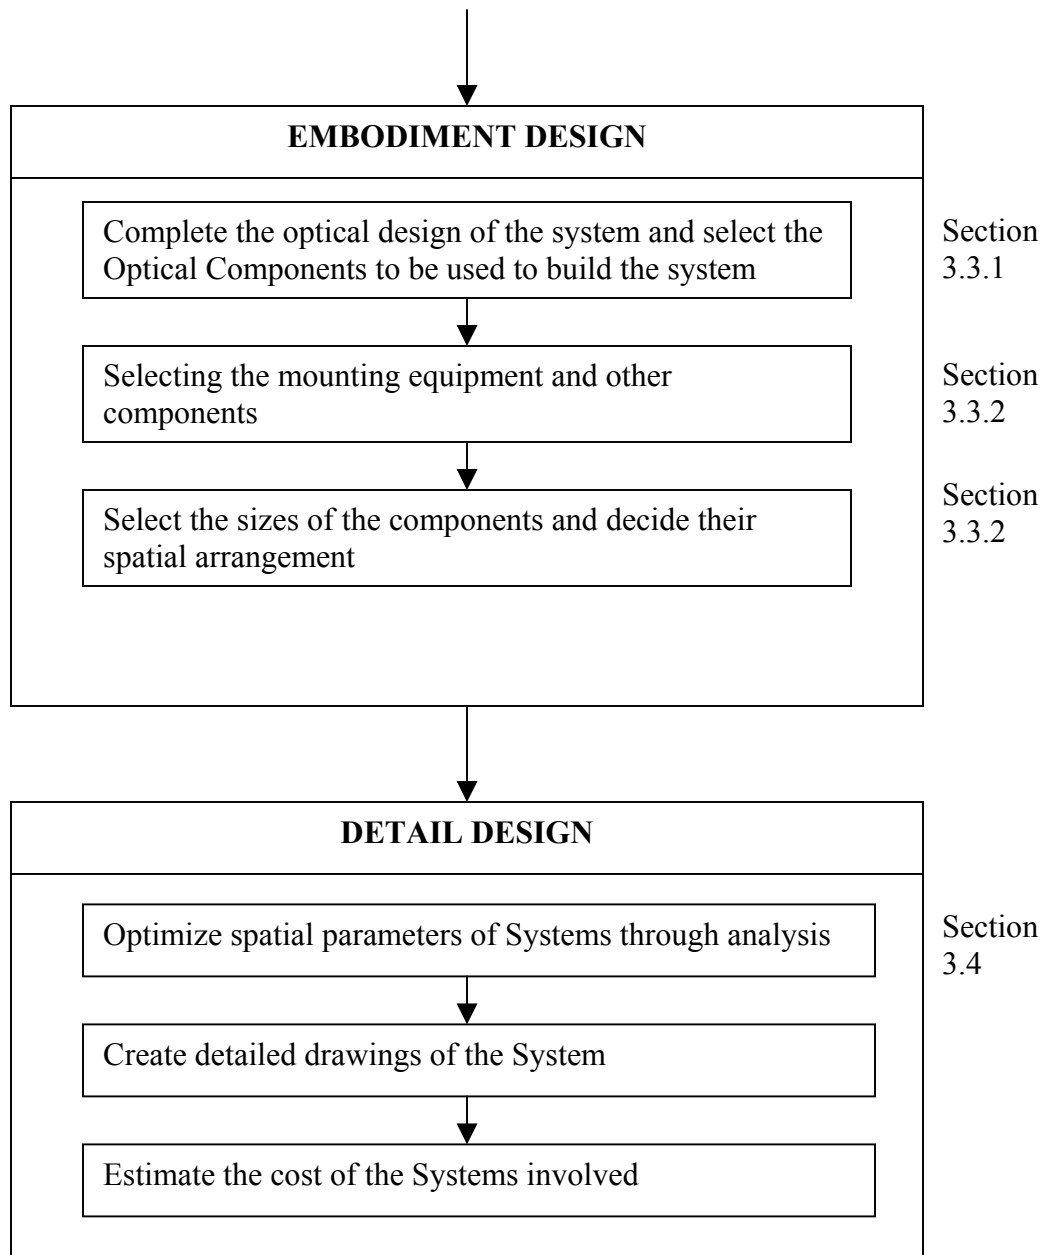 EMBODIMENT DESIGN
Complete the optical design of the system and select the
Optical Components to be used to build the system
Section
3.3.1
Selecting the mounting equipment and other
components
Section
3.3.2
Select the sizes of the components and decide their
spatial arrangement
Section
3.3.2
DETAIL DESIGN
Optimize spatial parameters of Systems through analysis
Section
3.4
Create detailed drawings of the System
Estimate the cost of the Systems involved